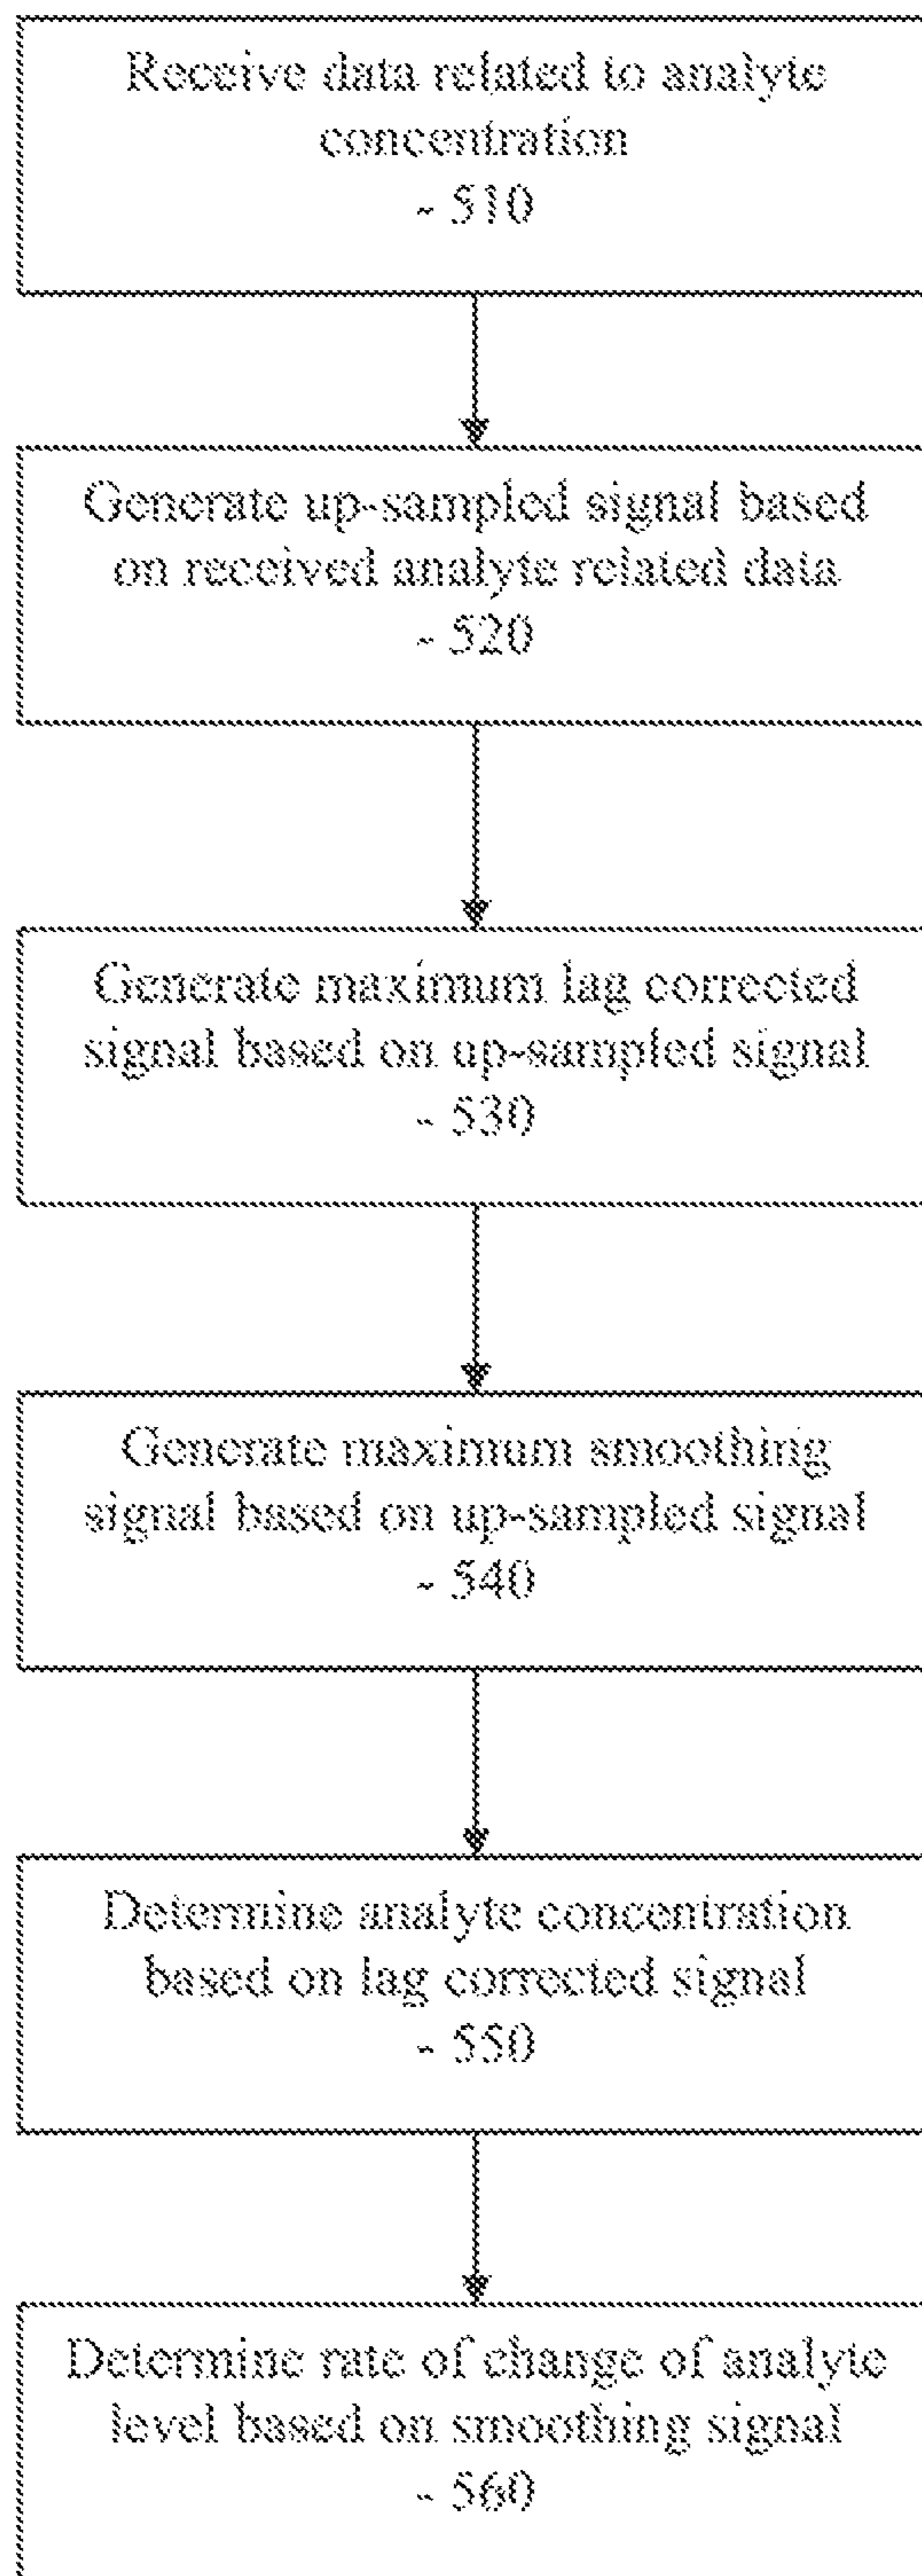 Receive data related to analyte
concentration
- 510
Generate up-sampled signal based
on received analyte related data
- 520
Generate maximum lag corrected
signal based on up-sampled signal
- 530
Generate maximum smoothing
signal based on up-sampled signal
- 540
Determine analyte concentration
based on lag corrected signal
- 550
Determine rate of change of analyte
level based on smoothing signal
- 560